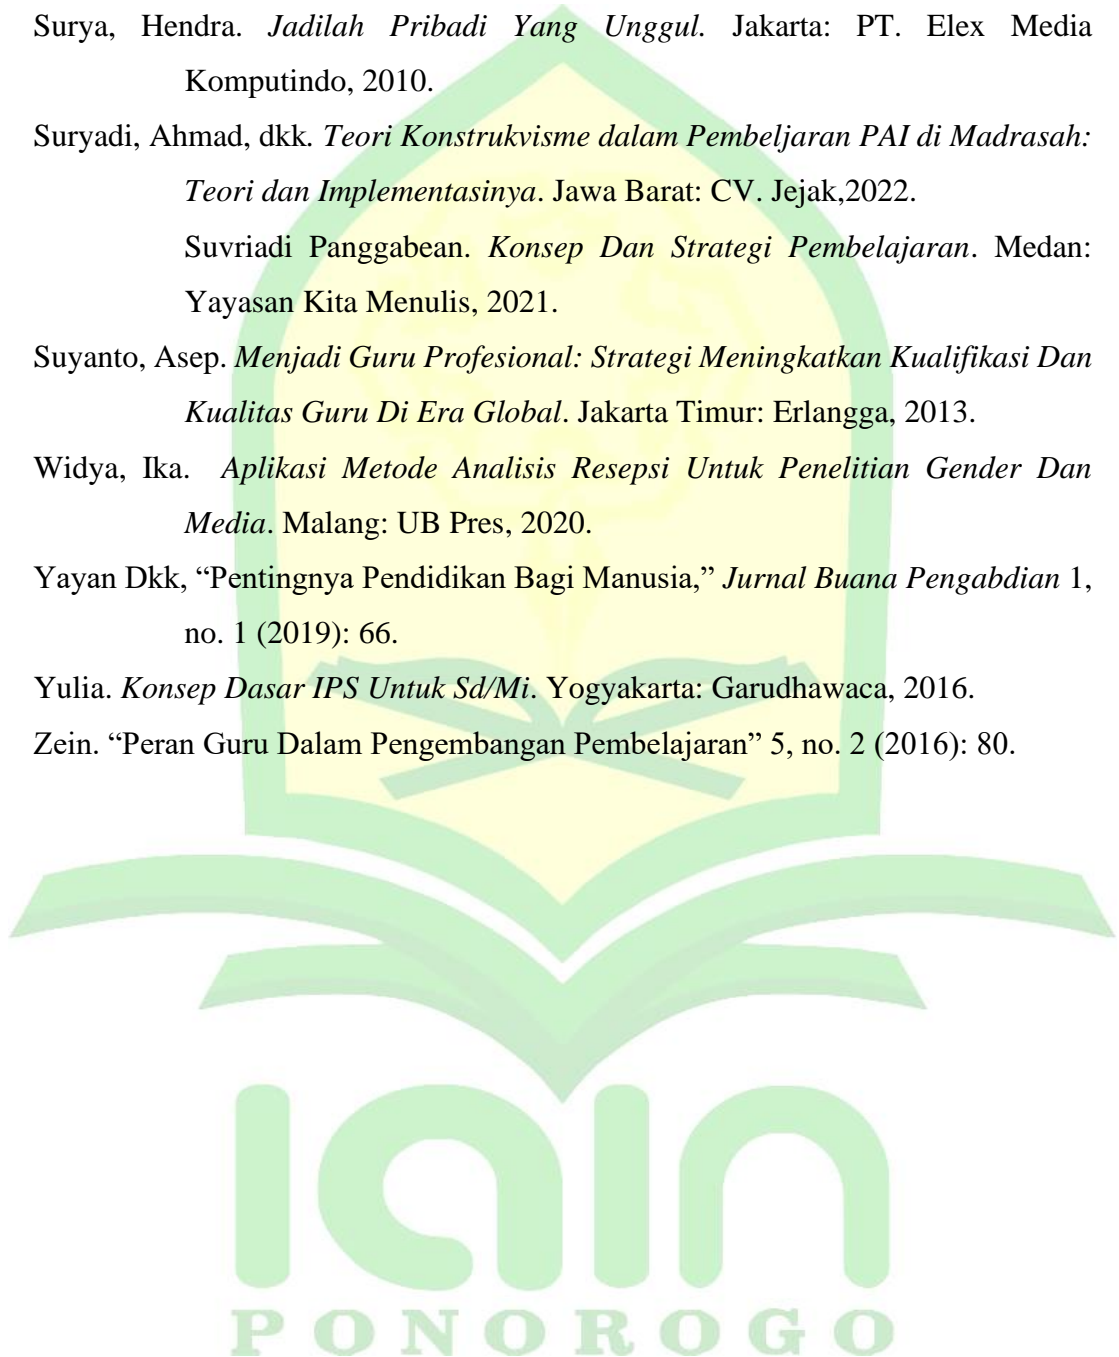 Surya, Hendra. Jadilah Pribadi Yang Unggul. Jakarta: PT. Elex Media
Komputindo, 2010.
Suryadi, Ahmad, dkk. Teori Konstrukvisme dalam Pembeljaran PAI di Madrasah:
Teori dan Implementasinya. Jawa Barat: CV. Jejak,2022.
Suvriadi Panggabean. Konsep Dan Strategi Pembelajaran. Medan:
Yayasan Kita Menulis, 2021.
Suyanto, Asep. Menjadi Guru Profesional: Strategi Meningkatkan Kualifikasi Dan
Kualitas Guru Di Era Global. Jakarta Timur: Erlangga, 2013.
Widya, Ika. Aplikasi Metode Analisis Resepsi Untuk Penelitian Gender Dan
Media. Malang: UB Pres, 2020.
Yayan Dkk, “Pentingnya Pendidikan Bagi Manusia,” Jurnal Buana Pengabdian 1,
no. 1 (2019): 66.
Yulia. Konsep Dasar IPS Untuk Sd/Mi. Yogyakarta: Garudhawaca, 2016.
Zein. “Peran Guru Dalam Pengembangan Pembelajaran” 5, no. 2 (2016): 80.
iain
PONOROGO